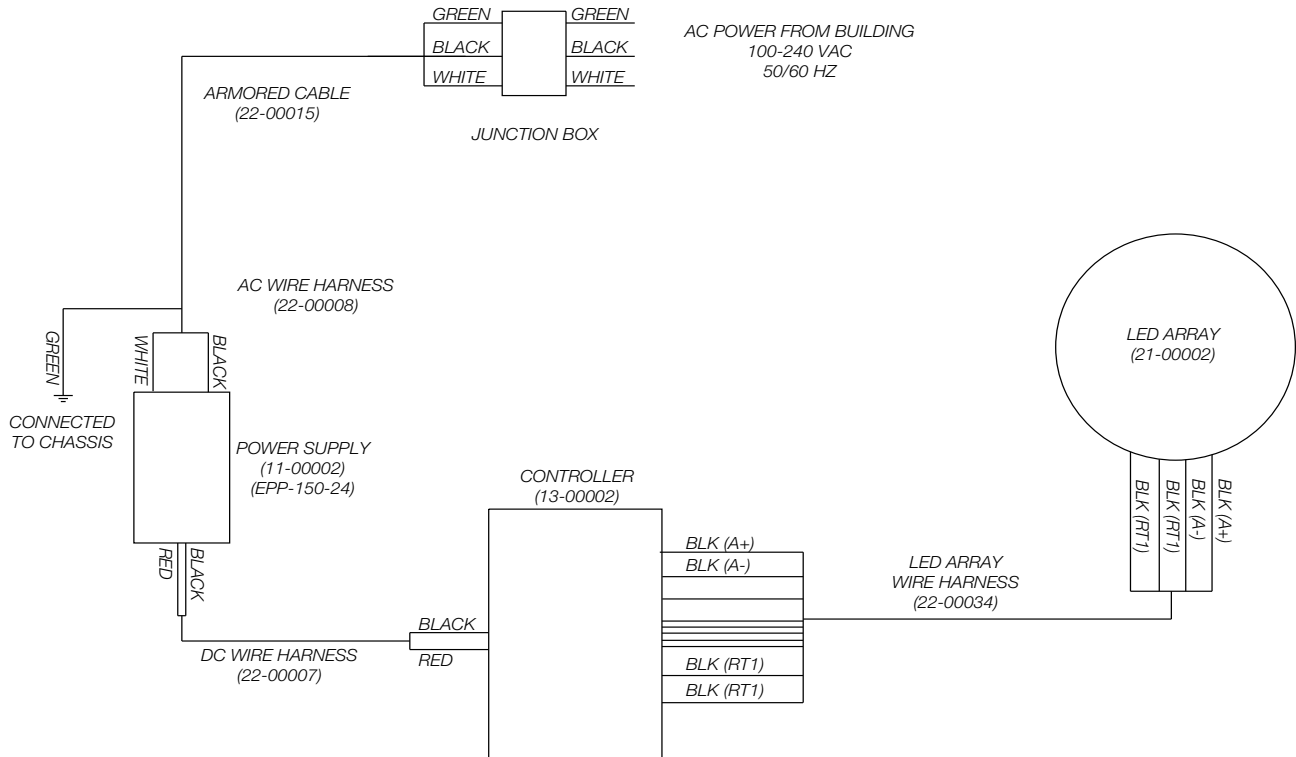 GREEN
GREEN
BLACK
BLACK
WHITE
WHITE
AC POWER FROM BUILDING
100-240 VAC
50/60 HZ
ARMORED CABLE
(22-00015)
JUNCTION BOX
AC WIRE HARNESS
(22-00008)
GREEN
WHITE
BLACK
CONNECTED
TO CHASSIS
POWER SUPPLY
(11-00002)
(EPP-150-24)
RED
BLACK
DC WIRE HARNESS
(22-00007)
BLACK
RED
CONTROLLER
(13-00002)
BLK (A+)
BLK (A-)
BLK (RT1)
BLK (RT1)
LED ARRAY
WIRE HARNESS
(22-00034)
LED ARRAY
(21-00002)
BLK (RT1)
BLK (RT1)
BLK (A-)
BLK (A+)